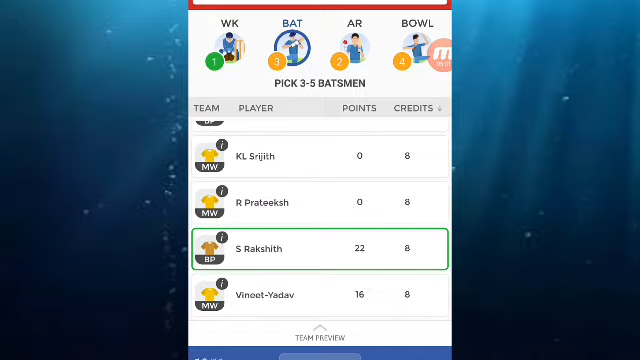 WK BAT AR BOWL
1 3 2 4
PICK 3-5 BATSMEN
TEAM PLAYER POINTS CREDITS
BP
MW KL Srijith 0 8
MW R Prateeksh 0 8
BP S Rakshith 22 8
MW Vineet-Yadav 16 8
TEAM PREVIEW